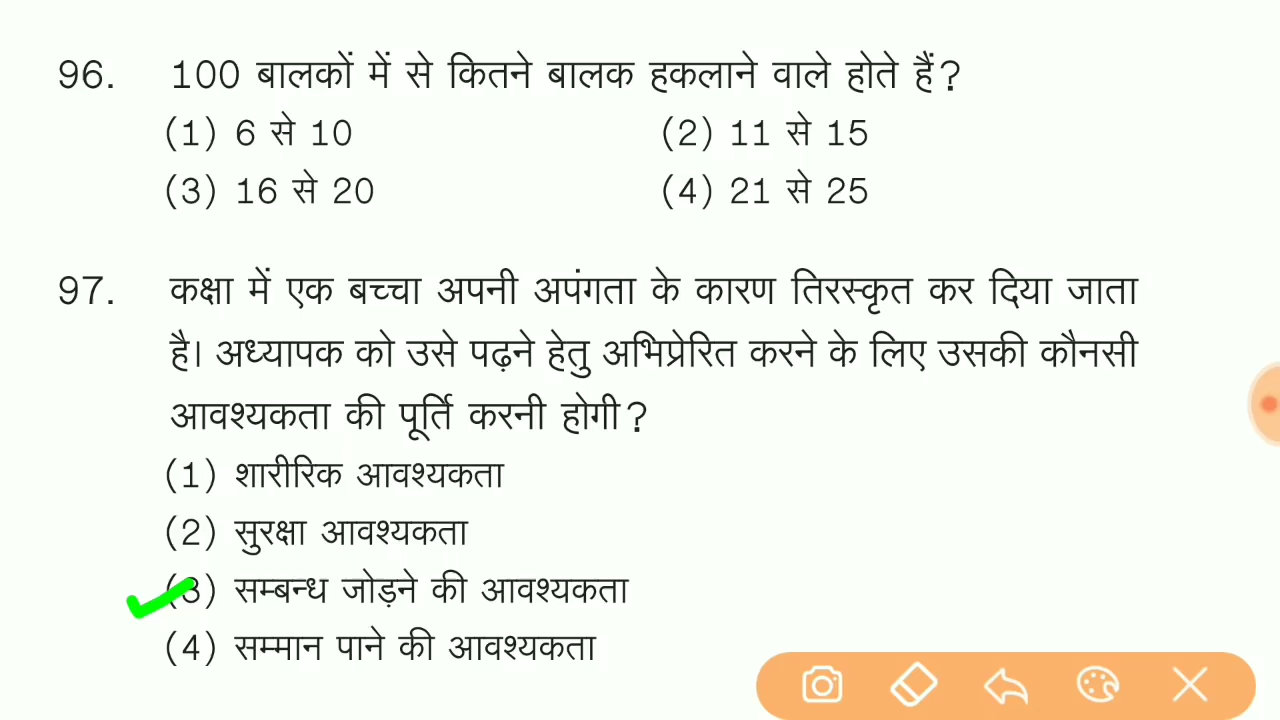 96. 100 बालकों में से कितने बालक हकलाने वाले होते हैं?
(1) 6 से 10 (2) 11 से 15
(3) 16 से 20 (4) 21 से 25
97. कक्षा में एक बच्चा अपनी अपंगता के कारण तिरस्कृत कर दिया जाता
है। अध्यापक को उसे पढ़ने हेतु अभिप्रेरित करने के लिए उसकी कौनसी
आवश्यकता की पूर्ति करनी होगी?
(1) शारीरिक आवश्यकता
(2) सुरक्षा आवश्यकता
(3) सम्बन्ध जोड़ने की आवश्यकता
(4) सम्मान पाने की आवश्यकता